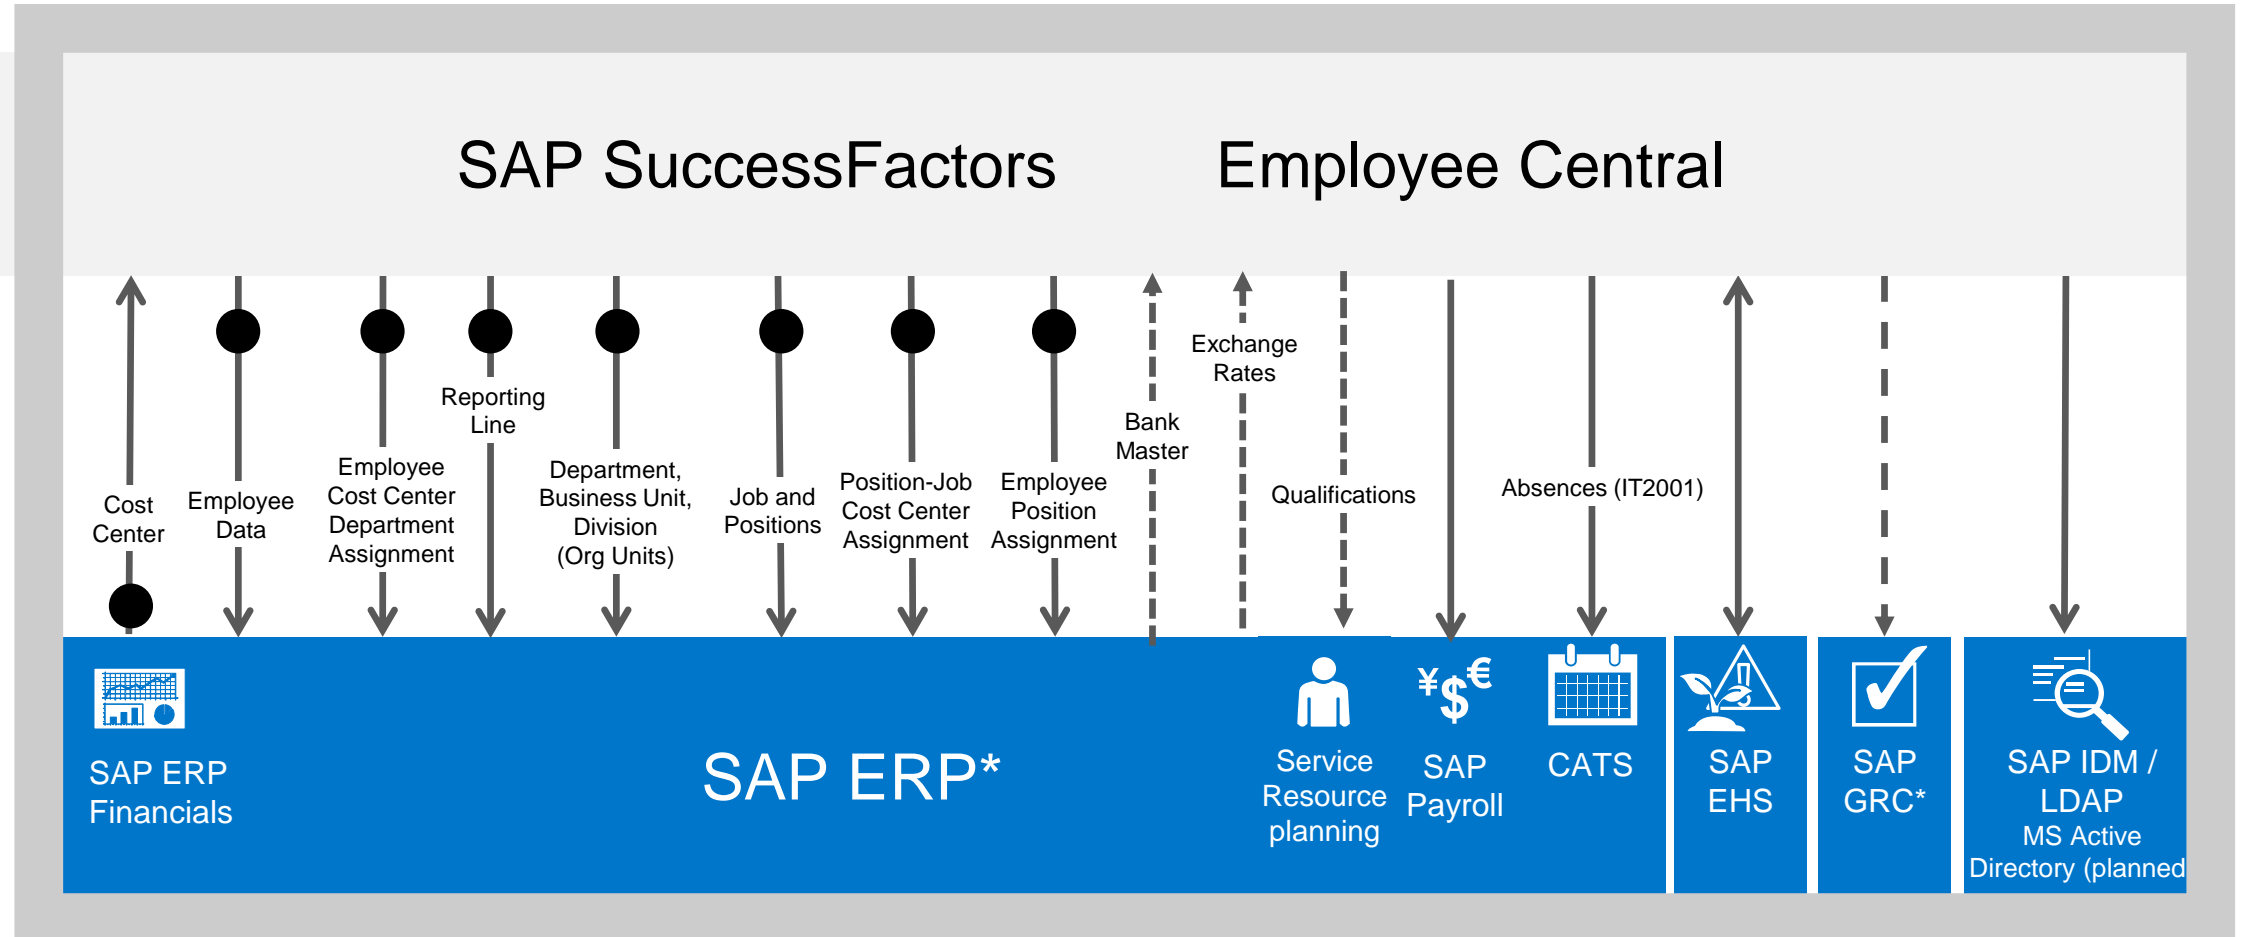 SAP SuccessFactors Employee Central
Cost
Center
Employee
Data
Employee
Cost Center
Department
Assignment
Reporting
Line
Department,
Business Unit,
Division
(Org Units)
Job and
Positions
Position-Job
Cost Center
Assignment
Employee
Position
Assignment
Bank
Master
Exchange
Rates
Qualifications
Absences (IT2001)
SAP ERP
Financials
SAP ERP*
Service
Resource
planning
¥$€
SAP
Payroll
CATS
SAP
EHS
SAP
GRC*
SAP IDM /
LDAP
MS Active
Directory (planned